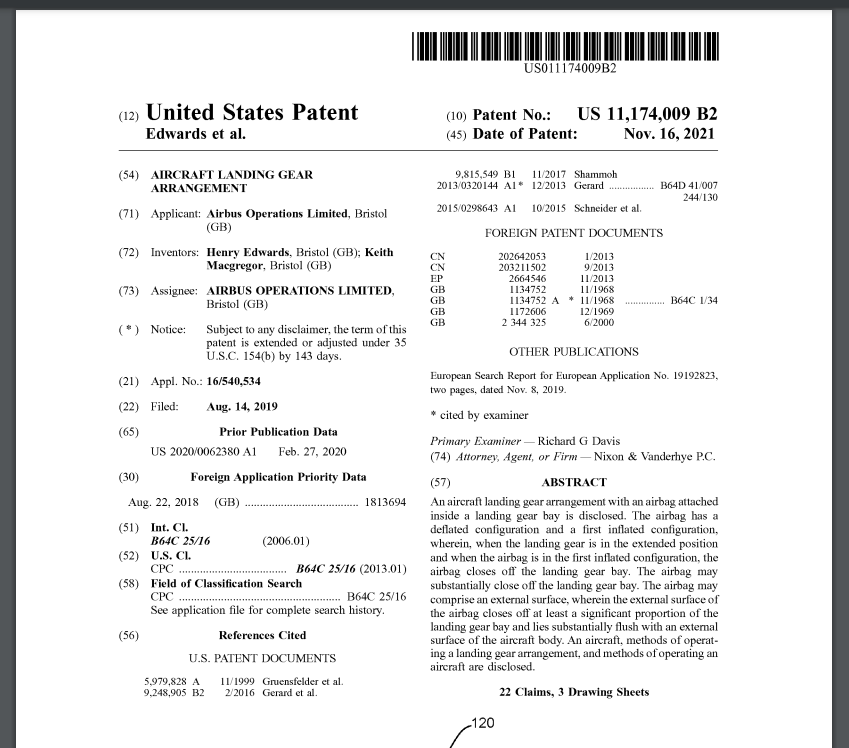 US011174009B2
(12) United States Patent
Edwards et al.
(10) Patent No.: US 11,174,009 B2
(45) Date of Patent: Nov. 16, 2021
(54) AIRCRAFT LANDING GEAR
ARRANGEMENT
(71) Applicant: Airbus Operations Limited, Bristol
(GB)
(72) Inventors: Henry Edwards, Bristol (GB); Keith
Macgregor, Bristol (GB)
(73) Assignee: AIRBUS OPERATIONS LIMITED,
Bristol (GB)
( * ) Notice: Subject to any disclaimer, the term of this
patent is extended or adjusted under 35
U.S.C. 154(b) by 143 days.
(21) Appl. No.: 16/540,534
(22) Filed: Aug. 14, 2019
(65) Prior Publication Data
US 2020/0062380 A1 Feb. 27, 2020
(30) Foreign Application Priority Data
Aug. 22, 2018 (GB) ..................................... 1813694
(51) Int. Cl.
B64C 25/16 (2006.01)
(52) U.S. Cl.
CPC ................................... B64C 25/16 (2013.01)
(58) Field of Classification Search
CPC ..................................................... B64C 25/16
See application file for complete search history.
(56) References Cited
U.S. PATENT DOCUMENTS
5,979,828 A 11/1999 Gruensfelder et al.
9,248,905 B2 2/2016 Gerard et al.
9,815,549 B1 11/2017 Shammoh
2013/0320144 A1* 12/2013 Gerard ............... B64D 41/007
244/130
2015/0298643 A1 10/2015 Schneider et al.
FOREIGN PATENT DOCUMENTS
CN 202642053 1/2013
CN 203211502 9/2013
EP 2664546 11/2013
GB 1134752 11/1968
GB 1134752 A * 11/1968 .............. B64C 1/34
GB 1172606 12/1969
GB 2 344 325 6/2000
OTHER PUBLICATIONS
European Search Report for European Application No. 19192823,
two pages, dated Nov. 8, 2019.
* cited by examiner
Primary Examiner — Richard G Davis
(74) Attorney, Agent, or Firm — Nixon & Vanderhye P.C.
(57) ABSTRACT
An aircraft landing gear arrangement with an airbag attached
inside a landing gear bay is disclosed. The airbag has a
deflated configuration and a first inflated configuration,
wherein, when the landing gear is in the extended position
and when the airbag is in the first inflated configuration, the
airbag closes off the landing gear bay. The airbag may
substantially close off the landing gear bay. The airbag may
comprise an external surface, wherein the external surface of
the airbag closes off at least a significant proportion of the
landing gear bay and lies substantially flush with an external
surface of the aircraft body. An aircraft, methods of operat-
ing a landing gear arrangement, and methods of operating an
aircraft are disclosed.
22 Claims, 3 Drawing Sheets
120